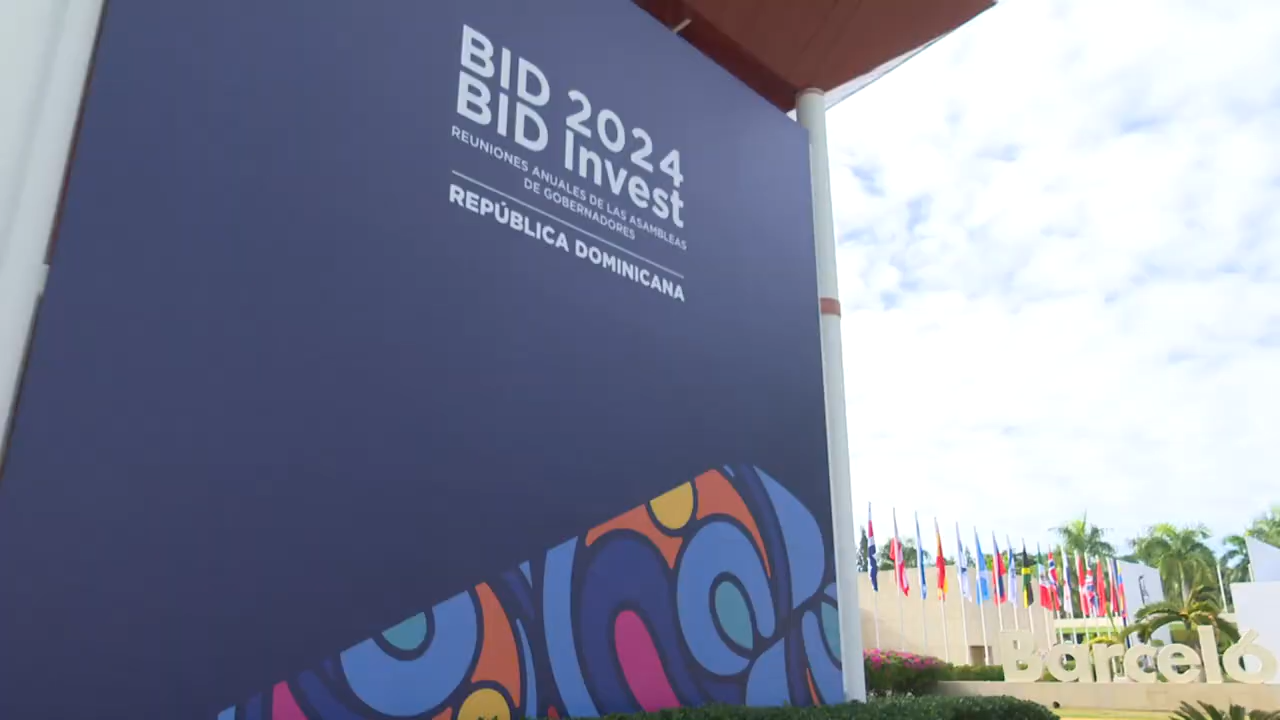 BID 2024
BID Invest
REUNIONES ANUALES DE LAS ASAMBLEAS
DE GOBERNADORES
REPÚBLICA DOMINICANA
Barceló